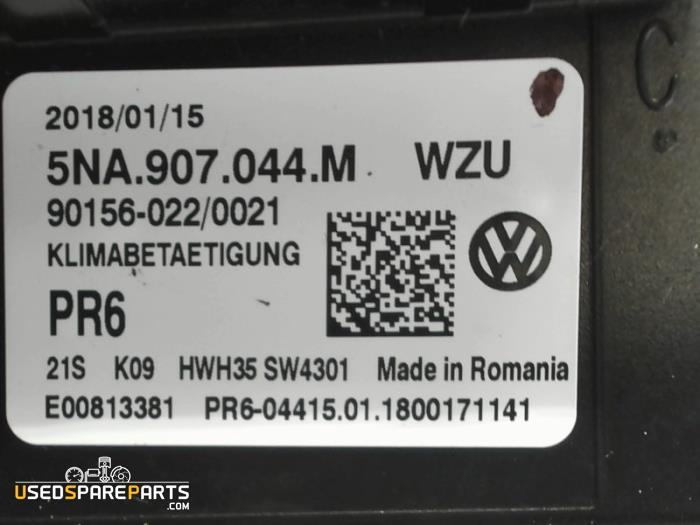 2018/01/15
5NA.907.044.M WZU
90156-022/0021
KLIMABETAETIGUNG
PR6
21S K09 HWH35 SW4301 Made in Romania
E00813381 PR6-04415.01.1800171141
C
USEDSPAREPARTS.COM